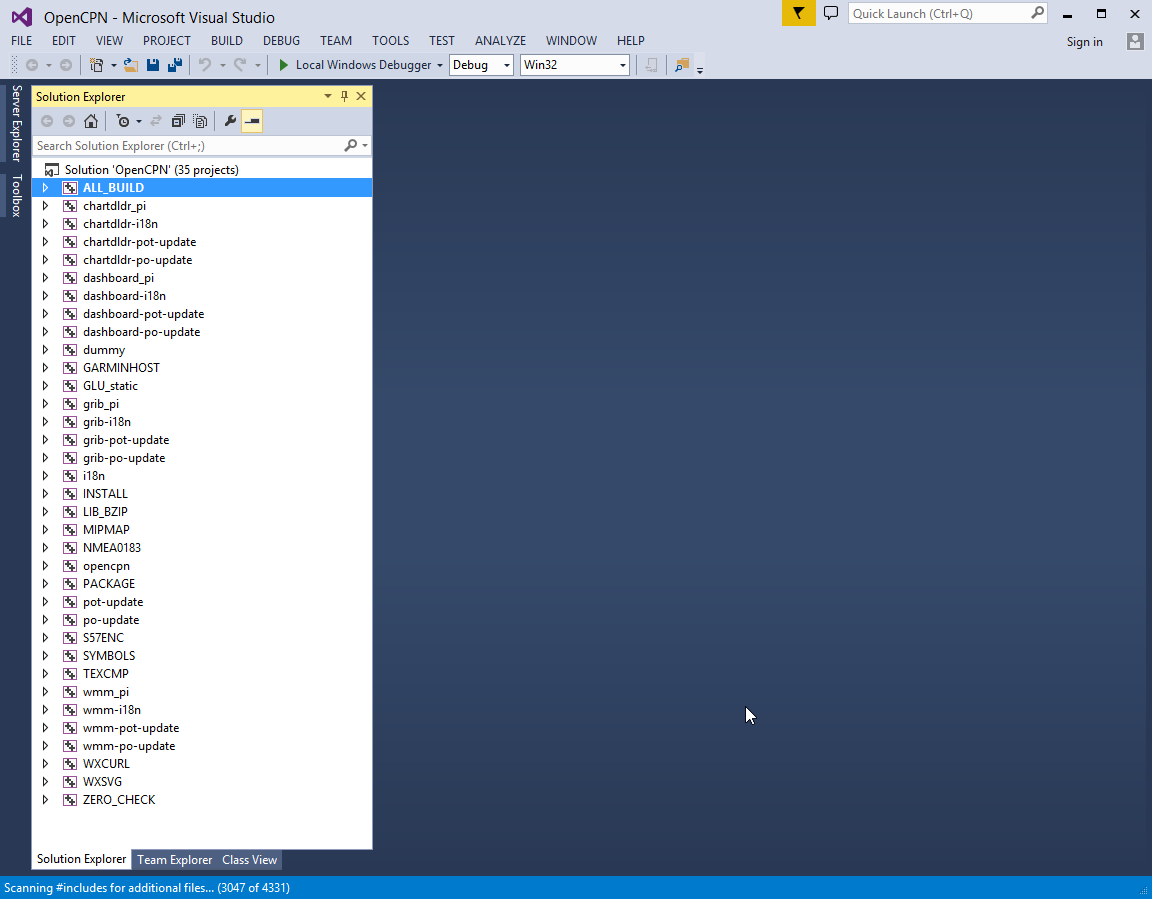 OpenCPN - Microsoft Visual Studio
Quick Launch (Ctrl+Q)
FILE EDIT VIEW PROJECT BUILD DEBUG TEAM TOOLS TEST ANALYZE WINDOW HELP
Sign in
Local Windows Debugger Debug Win32
Server Explorer
Toolbox
Solution Explorer
Search Solution Explorer (Ctrl+;)
Solution 'OpenCPN' (35 projects)
ALL_BUILD
chartdldr_pi
chartdldr-i18n
chartdldr-pot-update
chartdldr-po-update
dashboard_pi
dashboard-i18n
dashboard-pot-update
dashboard-po-update
dummy
GARMINHOST
GLU_static
grib_pi
grib-i18n
grib-pot-update
grib-po-update
i18n
INSTALL
LIB_BZIP
MIPMAP
NMEA0183
opencpn
PACKAGE
pot-update
po-update
S57ENC
SYMBOLS
TEXCMP
wmm_pi
wmm-i18n
wmm-pot-update
wmm-po-update
WXCURL
WXSVG
ZERO_CHECK
Solution Explorer Team Explorer Class View
Scanning #includes for additional files... (3047 of 4331)